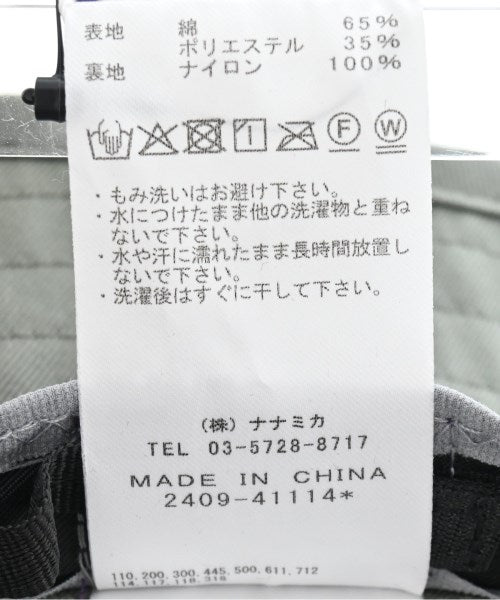 表地 綿 65%
ポリエステル 35%
裏地 ナイロン 100%
F W
・もみ洗いはお避け下さい。
・水につけたまま他の洗濯物と重ね
ないで下さい。
・水や汗に濡れたまま長時間放置し
ないで下さい。
・洗濯後はすぐに干して下さい。
(株) ナナミカ
TEL 03-5728-8717
MADE IN CHINA
2409-41114*
110,200,300,445,500,611,712
114,117,118,318